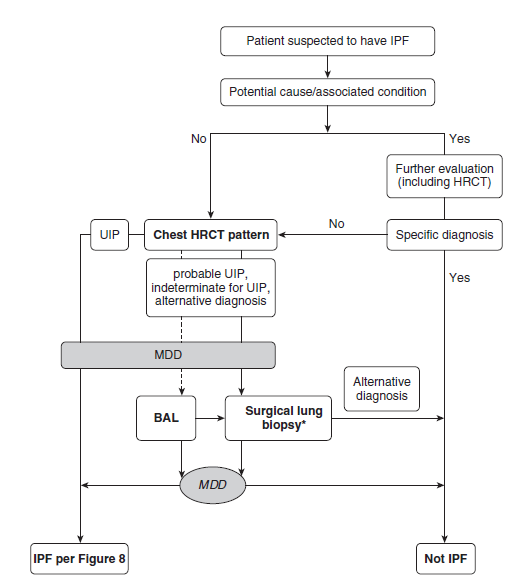 Patient suspected to have IPF
Potential cause/associated condition
No
Yes
Further evaluation
(including HRCT)
UIP
Chest HRCT pattern
No
Specific diagnosis
probable UIP,
indeterminate for UIP,
alternative diagnosis
Yes
MDD
Alternative
diagnosis
BAL
Surgical lung
biopsy*
MDD
IPF per Figure 8
Not IPF